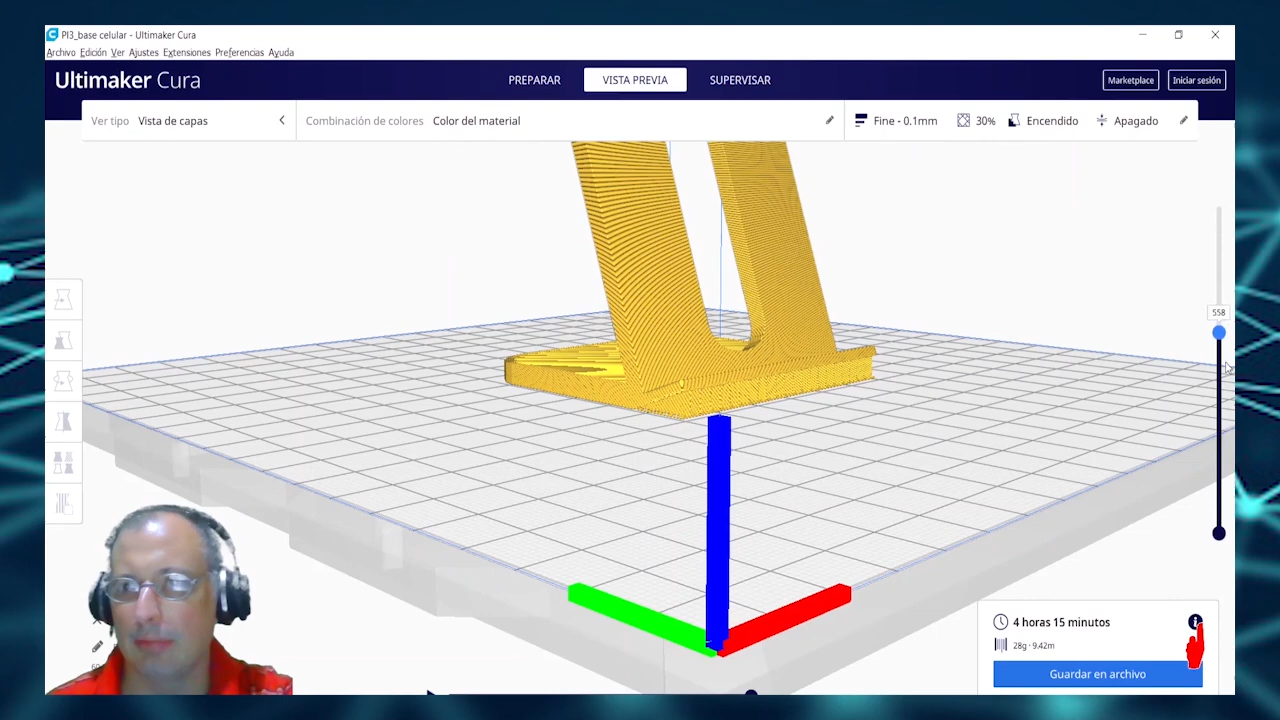 PI3_base celular - Ultimaker Cura
Archivo Edición Ver Ajustes Extensiones Preferencias Ayuda
Ultimaker Cura
PREPARAR
VISTA PREVIA
SUPERVISAR
Marketplace
Iniciar sesión
Ver tipo Vista de capas
Combinación de colores Color del material
Fine - 0.1mm
30%
Encendido
Apagado
558
4 horas 15 minutos
28g · 9.42m
Guardar en archivo